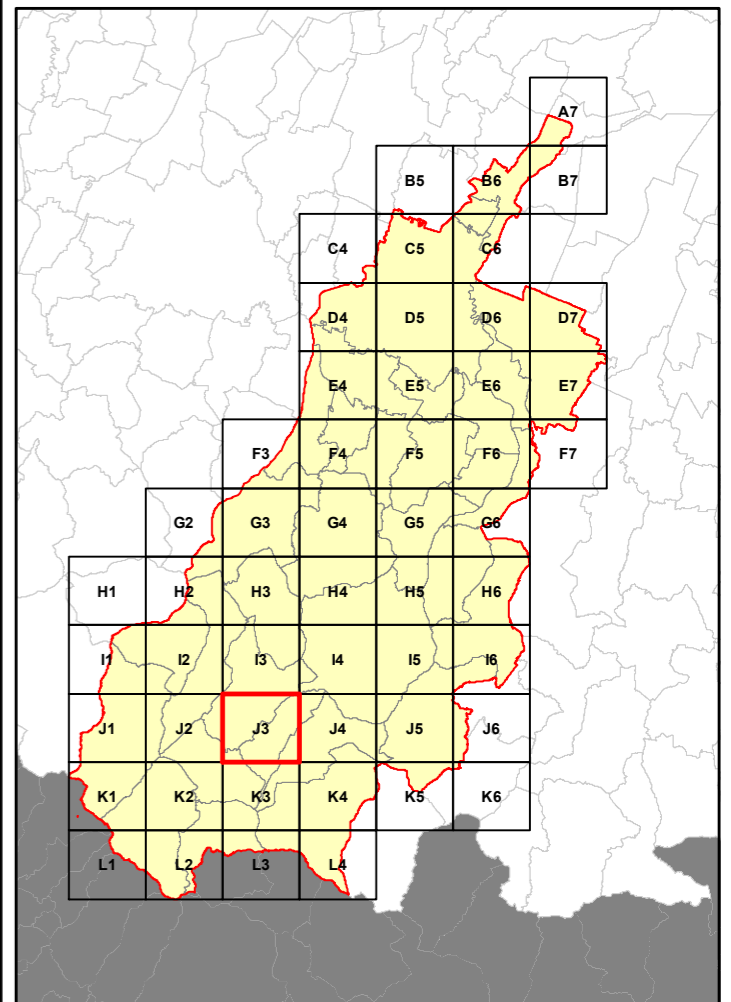 A7
B5 B6 B7
C4 C5 C6
D4 D5 D6 D7
E4 E5 E6 E7
F3 F4 F5 F6 F7
G2 G3 G4 G5 G6
H1 H2 H3 H4 H5 H6
I1 I2 I3 I4 I5 I6
J1 J2 J3 J4 J5 J6
K1 K2 K3 K4 K5 K6
L1 L2 L3 L4